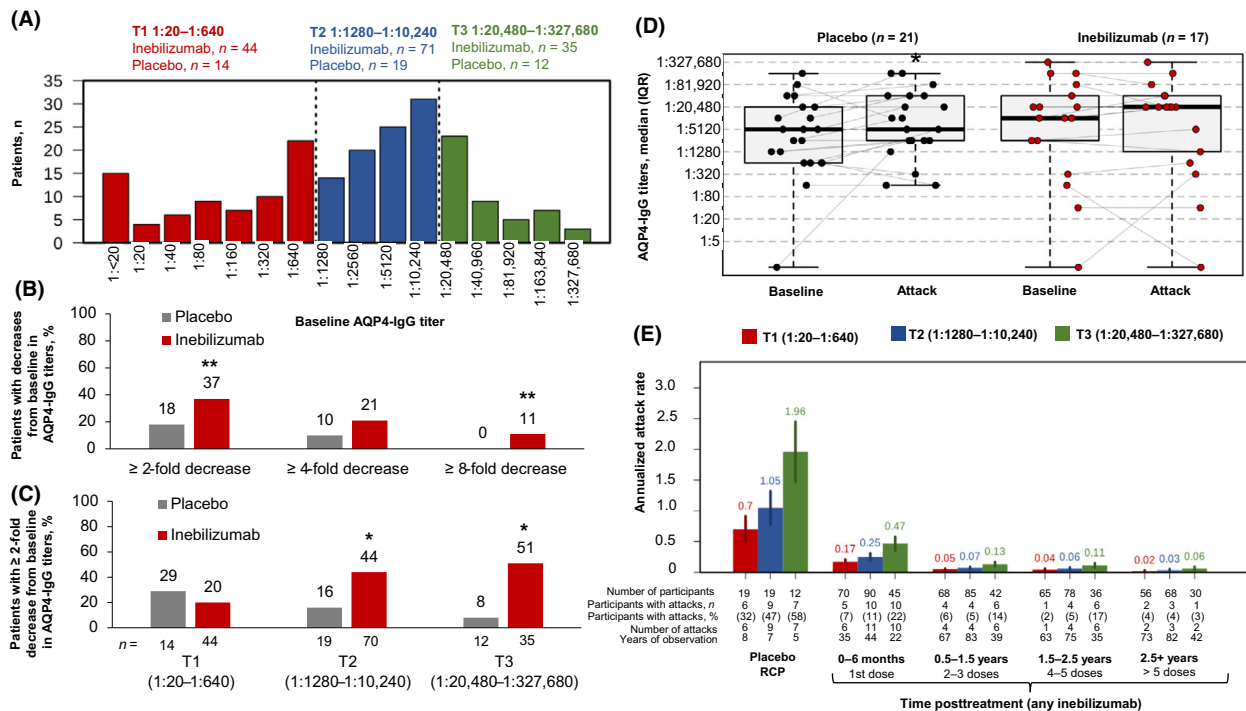 (A)
T1 1:20–1:640
Inebilizumab, n = 44
Placebo, n = 14
T2 1:1280–1:10,240
Inebilizumab, n = 71
Placebo, n = 19
T3 1:20,480–1:327,680
Inebilizumab, n = 35
Placebo, n = 12
Patients, n
35
30
25
20
15
10
5
0
1:<20
1:20
1:40
1:80
1:160
1:320
1:640
1:1280
1:2560
1:5120
1:10,240
1:20,480
1:40,960
1:81,920
1:163,840
1:327,680
Baseline AQP4-IgG titer
(B)
Patients with decreases
from baseline in
AQP4-IgG titers, %
100
80
60
40
20
0
Placebo
Inebilizumab
18
**
37
10
21
0
**
11
≥ 2-fold decrease
≥ 4-fold decrease
≥ 8-fold decrease
(C)
Patients with ≥ 2-fold
decrease from baseline
in AQP4-IgG titers, %
100
80
60
40
20
0
Placebo
Inebilizumab
29
20
16
*
44
8
*
51
n = 14 44 19 70 12 35
T1
(1:20–1:640)
T2
(1:1280–1:10,240)
T3
(1:20,480–1:327,680)
(D)
Placebo (n = 21)
Inebilizumab (n = 17)
AQP4-IgG titers, median (IQR)
1:327,680
1:81,920
1:20,480
1:5120
1:1280
1:320
1:80
1:20
1:5
*
Baseline
Attack
Baseline
Attack
(E)
T1 (1:20–1:640)
T2 (1:1280–1:10,240)
T3 (1:20,480–1:327,680)
Annualized attack rate
3.0
2.5
2.0
1.5
1.0
0.5
0
0.7
1.05
1.96
0.17
0.25
0.47
0.05
0.07
0.13
0.04
0.06
0.11
0.02
0.03
0.06
Number of participants 19 19 12 70 90 45 68 85 42 65 78 36 56 68 30
Participants with attacks, n 6 9 7 5 10 10 4 4 6 1 4 6 2 3 1
Participants with attacks, % (32) (47) (58) (7) (11) (22) (6) (5) (14) (2) (5) (17) (4) (4) (3)
Number of attacks 6 9 7 6 11 10 4 4 6 1 4 6 2 3 2
Years of observation 8 7 5 35 44 22 67 83 39 63 75 35 73 82 42
Placebo
RCP
0–6 months
1st dose
0.5–1.5 years
2–3 doses
1.5–2.5 years
4–5 doses
2.5+ years
> 5 doses
Time posttreatment (any inebilizumab)